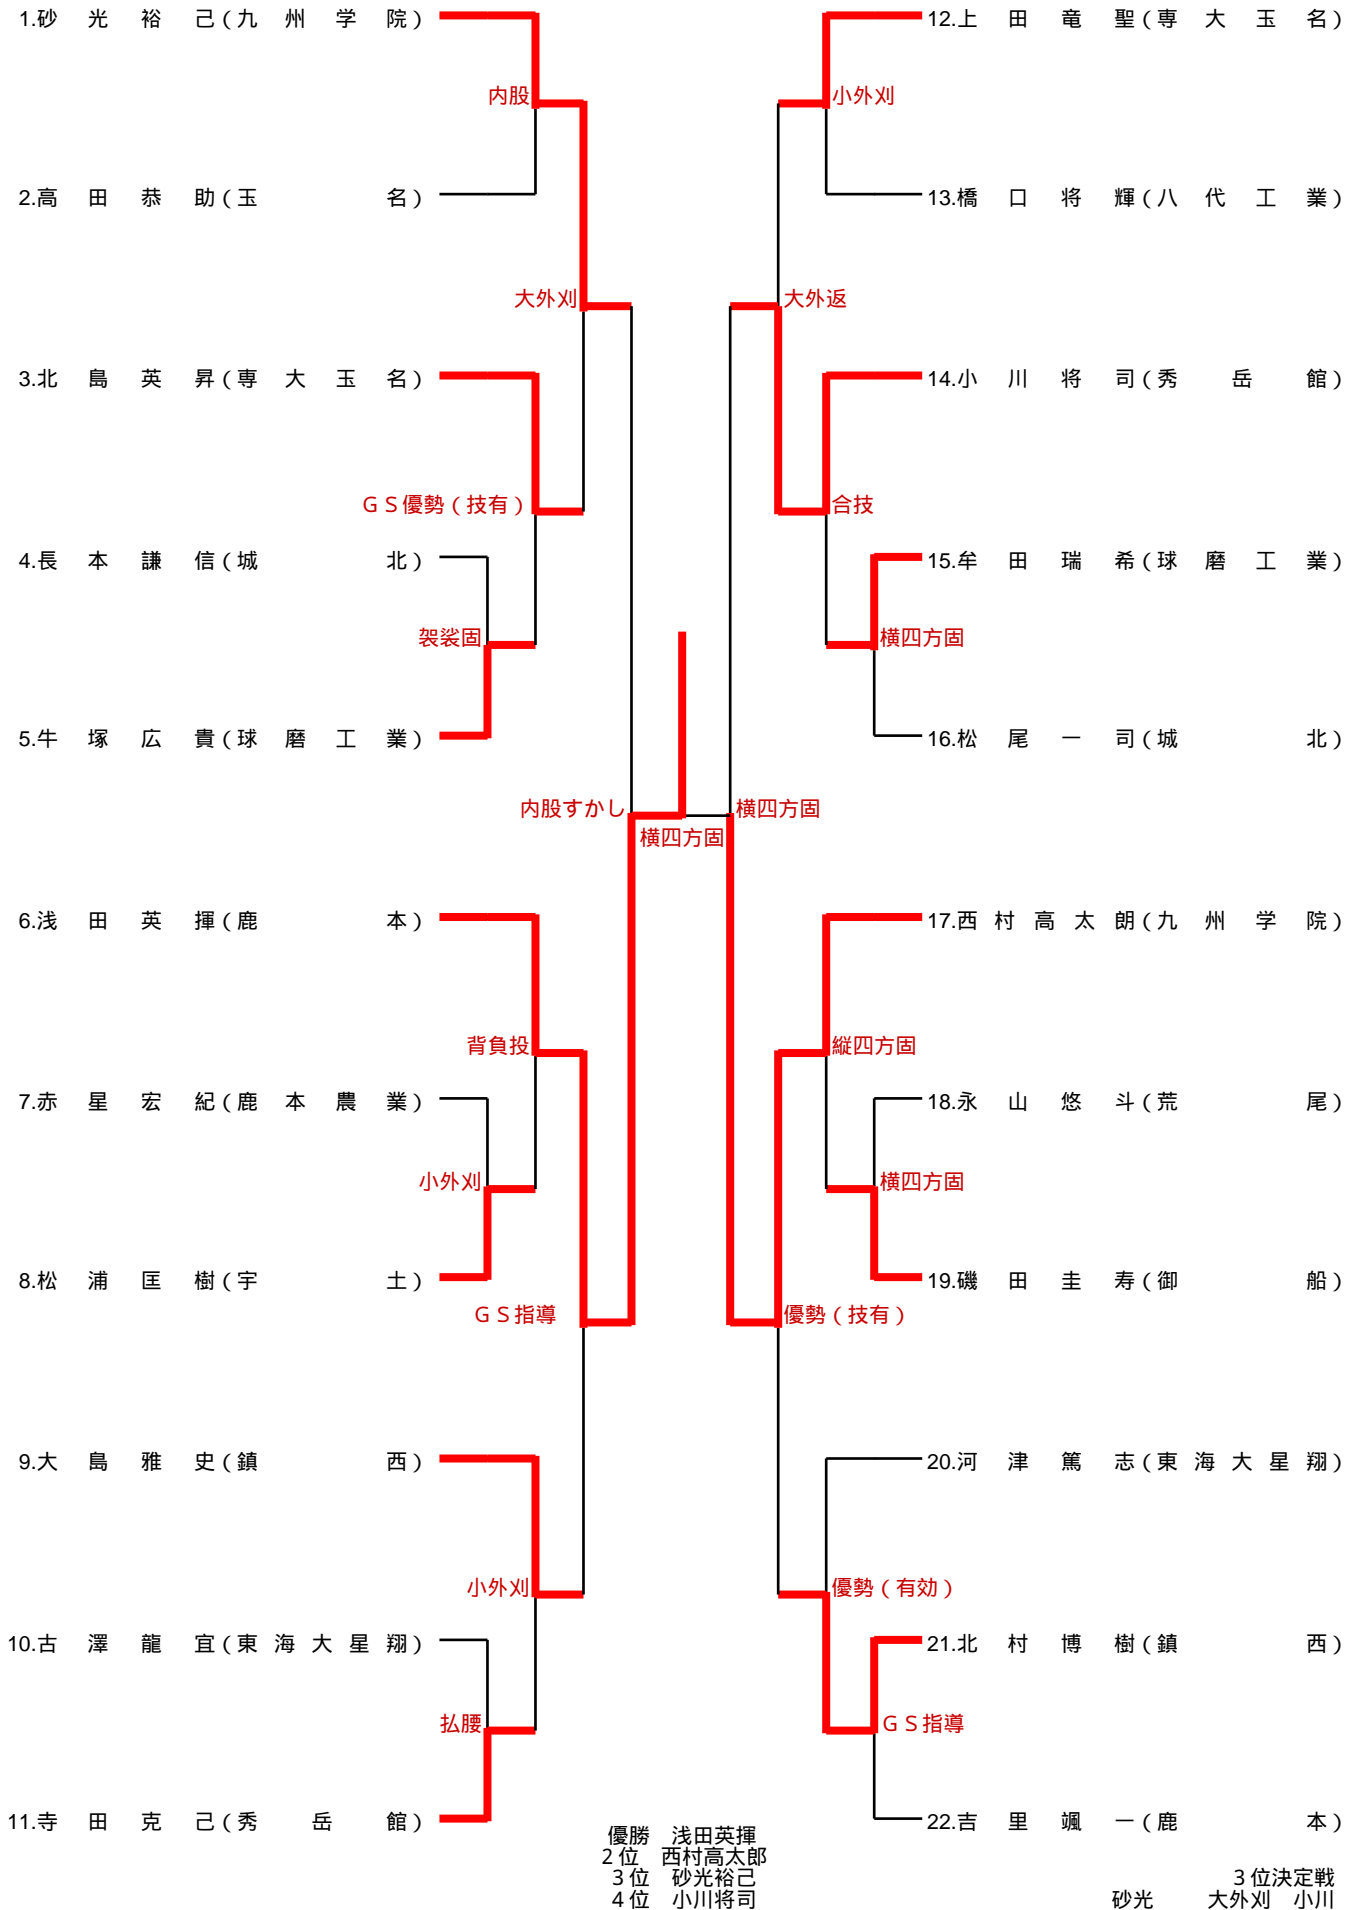 1.砂光裕己(九州学院)
内股
2.高田恭助(玉名)
大外刈
3.北島英昇(専大玉名)
GS優勢(技有)
4.長本謙信(城北)
袈裟固
5.牛塚広貴(球磨工業)
内股すかし
6.浅田英揮(鹿本)
背負投
7.赤星宏紀(鹿本農業)
小外刈
8.松浦匡樹(宇土)
GS指導
9.大島雅史(鎮西)
小外刈
10.古澤龍宜(東海大星翔)
払腰
11.寺田克己(秀岳館)
横四方固
12.上田竜聖(専大玉名)
小外刈
13.橋口将輝(八代工業)
大外返
14.小川将司(秀岳館)
合技
15.牟田瑞希(球磨工業)
横四方固
16.松尾一司(城北)
横四方固
17.西村高太朗(九州学院)
縦四方固
18.永山悠斗(荒尾)
横四方固
19.磯田圭寿(御船)
優勢(技有)
20.河津篤志(東海大星翔)
優勢(有効)
21.北村博樹(鎮西)
GS指導
22.吉里颯一(鹿本)
優勝 浅田英揮
2位 西村高太郎
3位 砂光裕己
4位 小川将司
3位決定戦
砂光 大外刈 小川